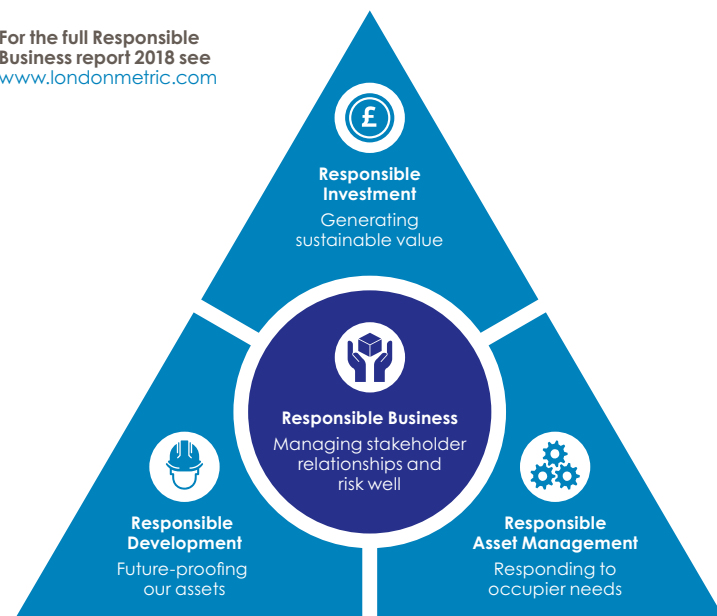 For the full Responsible
Business report 2018 see
www.londonmetric.com
£
Responsible
Investment
Generating
sustainable value
Responsible Business
Managing stakeholder
relationships and
risk well
Responsible
Development
Future-proofing
our assets
Responsible
Asset Management
Responding to
occupier needs